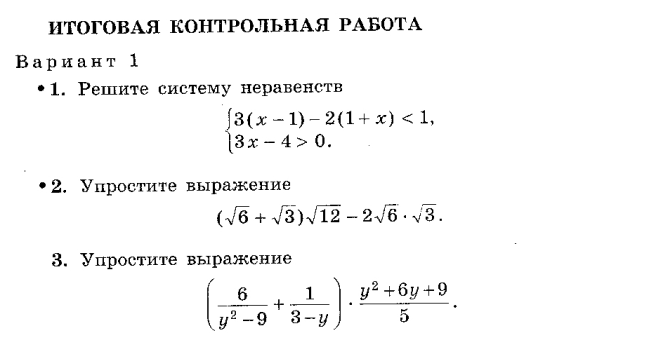 ИТОГОВАЯ КОНТРОЛЬНАЯ РАБОТА
Вариант 1
• 1. Решите систему неравенств
{3(x − 1) − 2(1 + x) < 1,
3x − 4 > 0.
• 2. Упростите выражение
(√6 + √3)√12 − 2√6 · √3.
3. Упростите выражение
(6/(y² − 9) + 1/(3 − y)) · (y² + 6y + 9)/5.